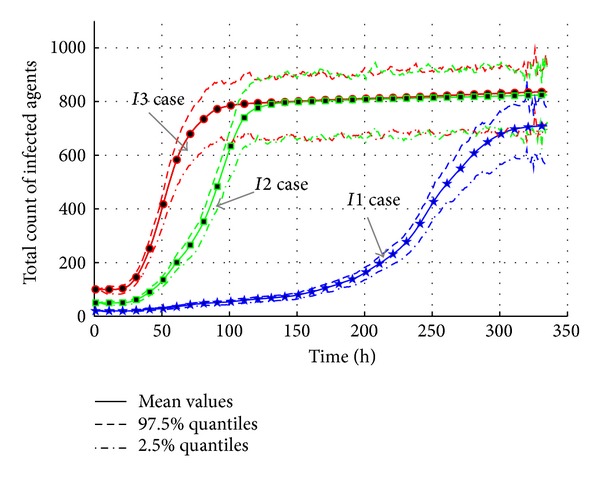 1000
800
600
400
200
0
Total count of infected agents
I3 case
I2 case
I1 case
0 50 100 150 200 250 300 350
Time (h)
Mean values
97.5% quantiles
2.5% quantiles